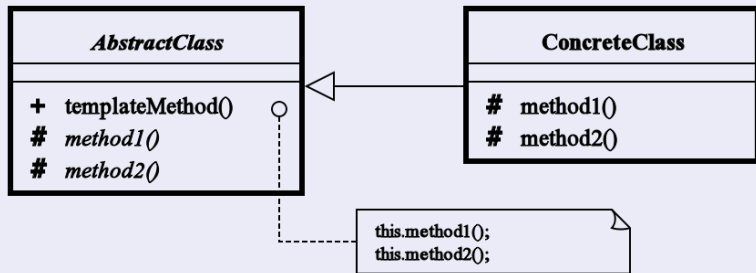 AbstractClass
+ templateMethod()
# method1()
# method2()
ConcreteClass
# method1()
# method2()
this.method1();
this.method2();